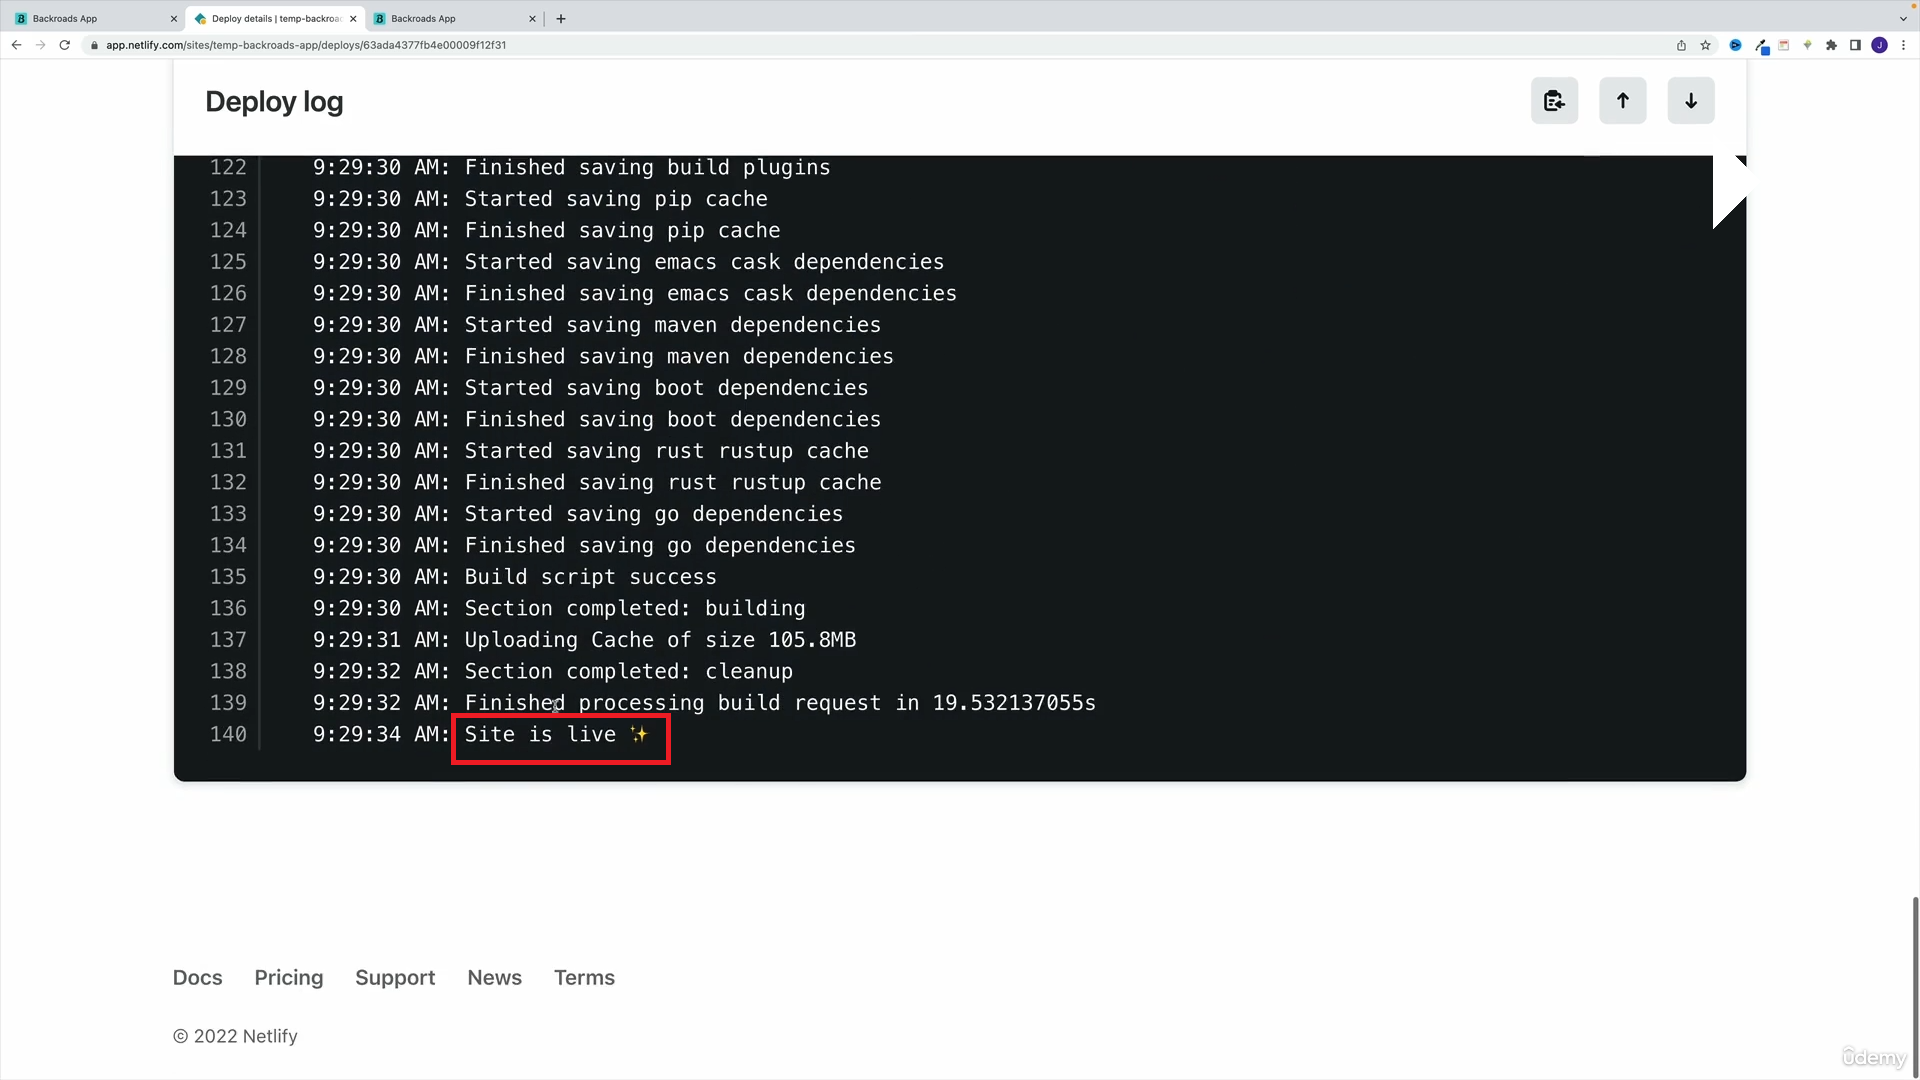 Backroads App
Deploy details | temp-backroa
Backroads App
app.netlify.com/sites/temp-backroads-app/deploys/63ada4377fb4e00009f12f31
J
Deploy log
122 9:29:30 AM: Finished saving build plugins
123 9:29:30 AM: Started saving pip cache
124 9:29:30 AM: Finished saving pip cache
125 9:29:30 AM: Started saving emacs cask dependencies
126 9:29:30 AM: Finished saving emacs cask dependencies
127 9:29:30 AM: Started saving maven dependencies
128 9:29:30 AM: Finished saving maven dependencies
129 9:29:30 AM: Started saving boot dependencies
130 9:29:30 AM: Finished saving boot dependencies
131 9:29:30 AM: Started saving rust rustup cache
132 9:29:30 AM: Finished saving rust rustup cache
133 9:29:30 AM: Started saving go dependencies
134 9:29:30 AM: Finished saving go dependencies
135 9:29:30 AM: Build script success
136 9:29:30 AM: Section completed: building
137 9:29:31 AM: Uploading Cache of size 105.8MB
138 9:29:32 AM: Section completed: cleanup
139 9:29:32 AM: Finished processing build request in 19.532137055s
140 9:29:34 AM: Site is live ✨
Docs Pricing Support News Terms
© 2022 Netlify
ûdemy